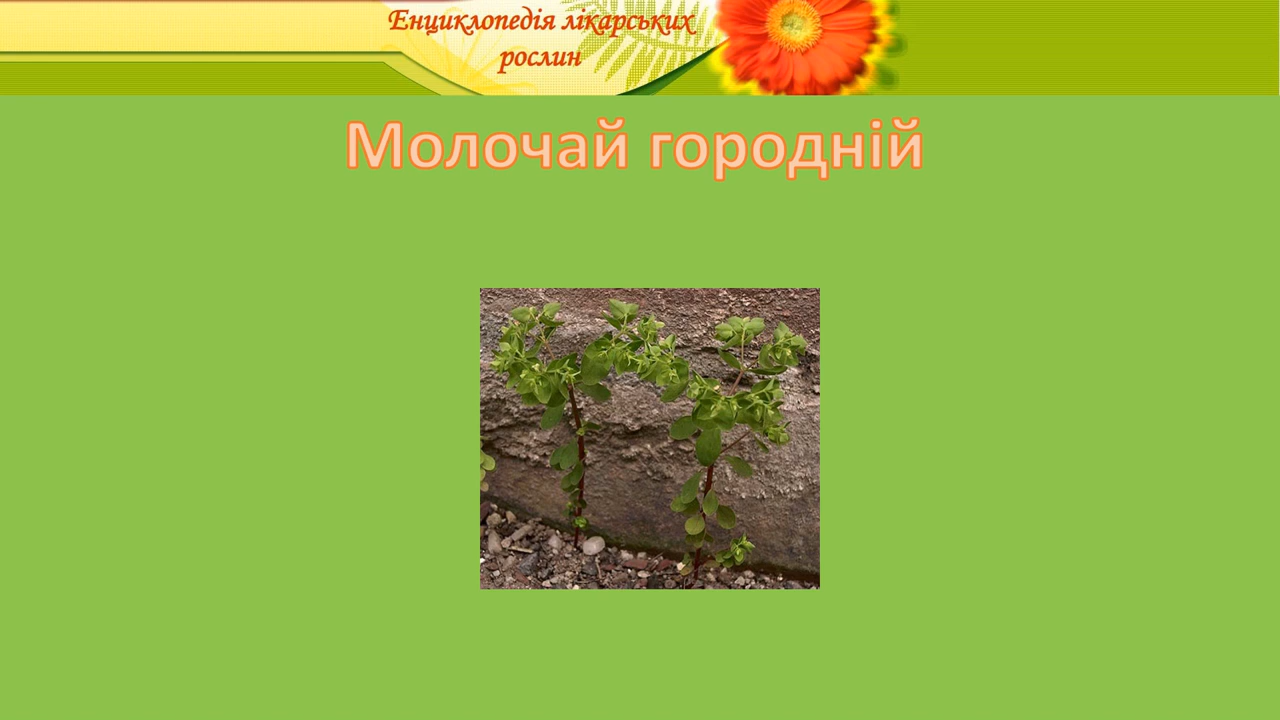 Енциклопедія лікарських
рослин
Молочай городній